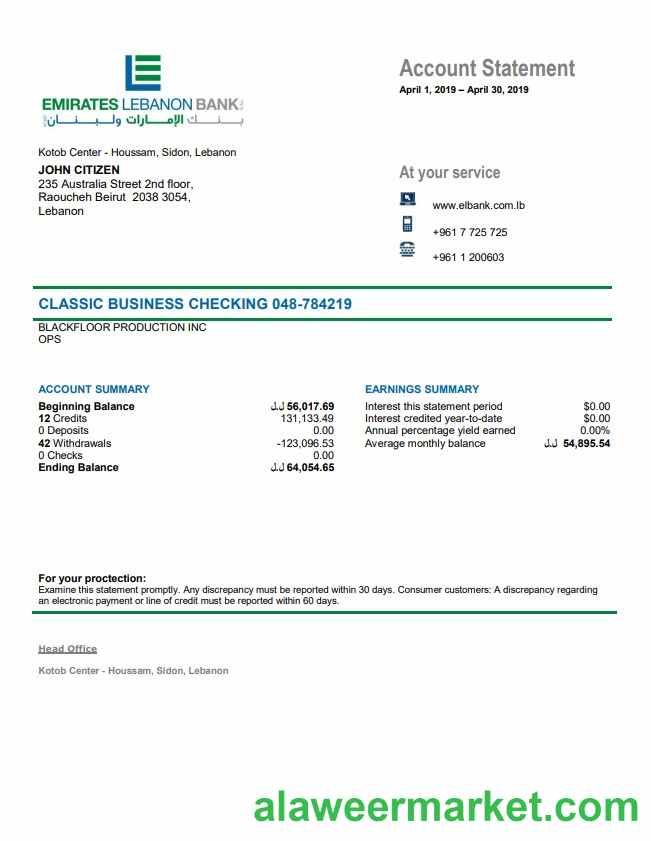 EMIRATES LEBANON BANK
بنك الإمارات ولبنان
Account Statement
April 1, 2019 – April 30, 2019
Kotob Center - Houssam, Sidon, Lebanon
JOHN CITIZEN
235 Australia Street 2nd floor,
Raoucheh Beirut 2038 3054,
Lebanon
At your service
www.elbank.com.lb
+961 7 725 725
+961 1 200603
CLASSIC BUSINESS CHECKING 048-784219
BLACKFLOOR PRODUCTION INC
OPS
ACCOUNT SUMMARY
Beginning Balance ل.ل 56,017.69
12 Credits 131,133.49
0 Deposits 0.00
42 Withdrawals -123,096.53
0 Checks 0.00
Ending Balance ل.ل 64,054.65
EARNINGS SUMMARY
Interest this statement period $0.00
Interest credited year-to-date $0.00
Annual percentage yield earned 0.00%
Average monthly balance ل.ل 54,895.54
For your proctection:
Examine this statement promptly. Any discrepancy must be reported within 30 days. Consumer customers: A discrepancy regarding
an electronic payment or line of credit must be reported within 60 days.
Head Office
Kotob Center - Houssam, Sidon, Lebanon
alaweermarket.com